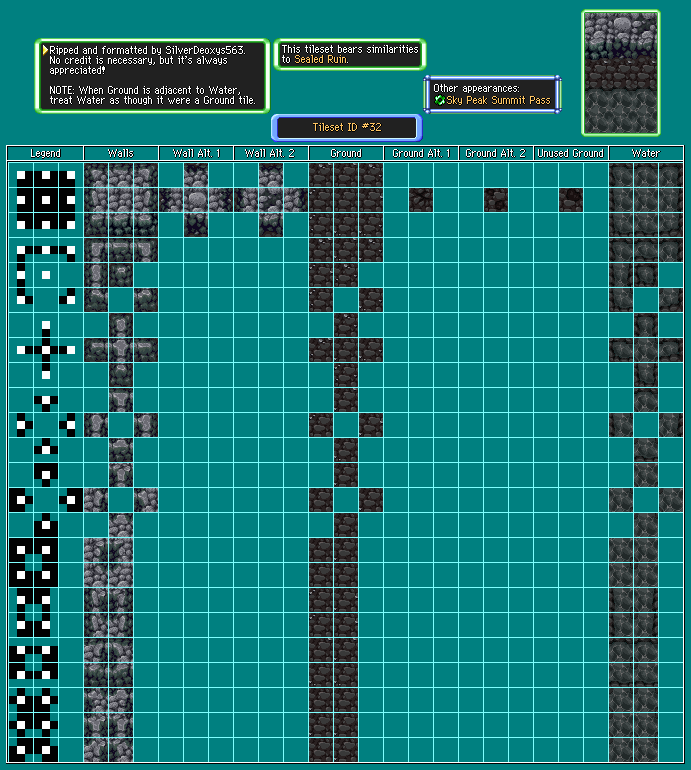 Ripped and formatted by SilverDeoxys563.
No credit is necessary, but it's always
appreciated!
NOTE: When Ground is adjacent to Water,
treat Water as though it were a Ground tile.
This tileset bears similarities
to Sealed Ruin.
Other appearances:
Sky Peak Summit Pass
Tileset ID #32
Legend Walls Wall Alt. 1 Wall Alt. 2 Ground Ground Alt. 1 Ground Alt. 2 Unused Ground Water